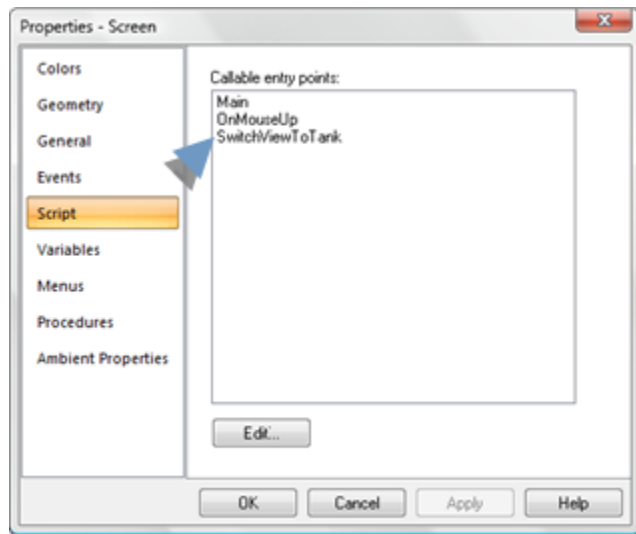 Properties - Screen
Colors
Geometry
General
Events
Script
Variables
Menus
Procedures
Ambient Properties
Callable entry points:
Main
OnMouseUp
SwitchViewToTank
Edit...
OK
Cancel
Apply
Help